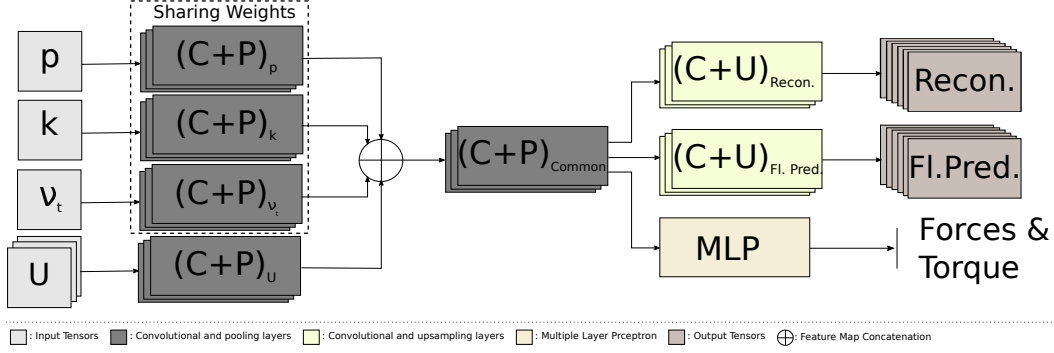 Sharing Weights
p
(C+P)p
k
(C+P)k
νt
(C+P)νt
U
(C+P)U
(C+P)Common
(C+U)Recon.
Recon.
(C+U)Fl. Pred.
Fl.Pred.
MLP
Forces &
Torque
: Input Tensors : Convolutional and pooling layers : Convolutional and upsampling layers : Multiple Layer Prceptron : Output Tensors : Feature Map Concatenation